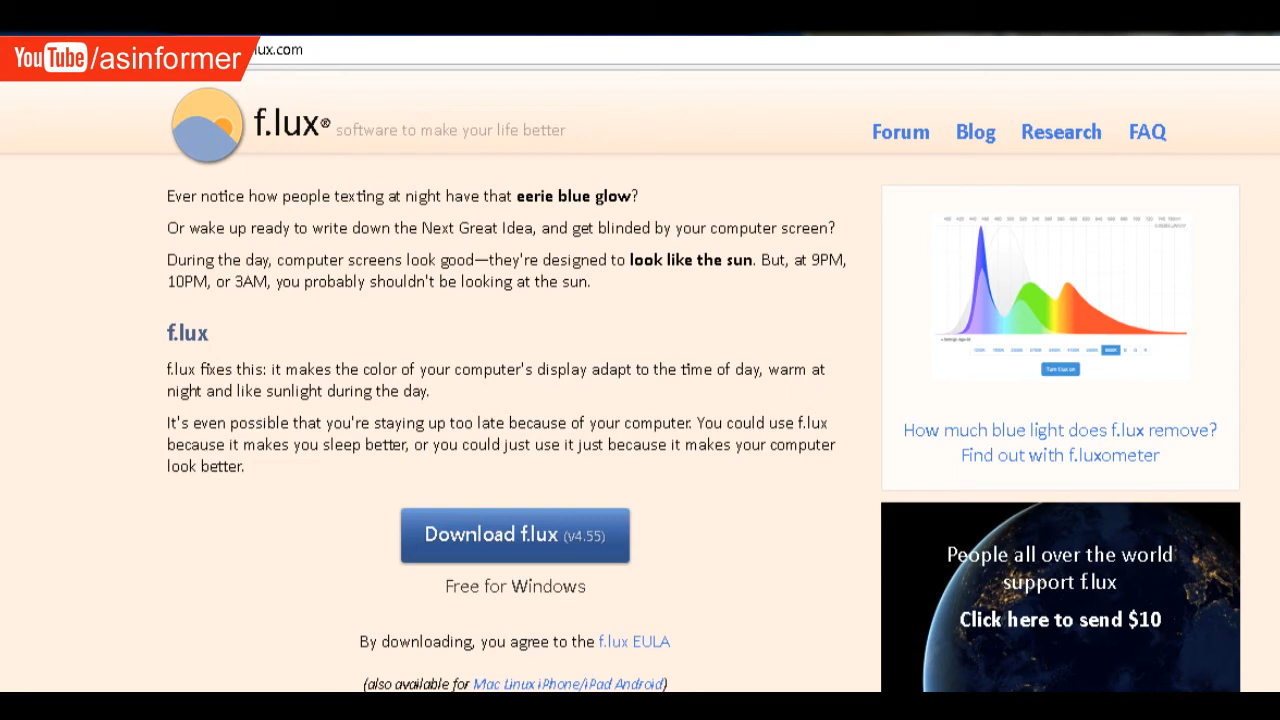 YouTube/asinformer
lux.com
f.lux® software to make your life better
Forum Blog Research FAQ
Ever notice how people texting at night have that eerie blue glow?
Or wake up ready to write down the Next Great Idea, and get blinded by your computer screen?
During the day, computer screens look good—they're designed to look like the sun. But, at 9PM,
10PM, or 3AM, you probably shouldn't be looking at the sun.
f.lux
f.lux fixes this: it makes the color of your computer's display adapt to the time of day, warm at
night and like sunlight during the day.
It's even possible that you're staying up too late because of your computer. You could use f.lux
because it makes you sleep better, or you could just use it just because it makes your computer
look better.
Download f.lux (v4.55)
Free for Windows
By downloading, you agree to the f.lux EULA
(also available for Mac Linux iPhone/iPad Android)
How much blue light does f.lux remove?
Find out with f.luxometer
People all over the world
support f.lux
Click here to send $10